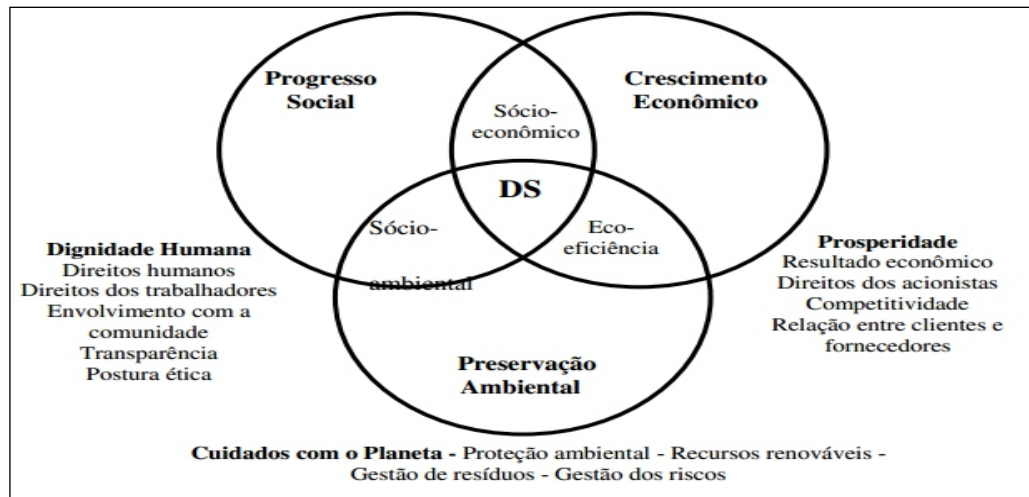 Progresso
Social
Crescimento
Econômico
Sócio-
econômico
DS
Sócio-
ambiental
Eco-
eficiência
Dignidade Humana
Direitos humanos
Direitos dos trabalhadores
Envolvimento com a
comunidade
Transparência
Postura ética
Prosperidade
Resultado econômico
Direitos dos acionistas
Competitividade
Relação entre clientes e
fornecedores
Preservação
Ambiental
Cuidados com o Planeta - Proteção ambiental - Recursos renováveis -
Gestão de resíduos - Gestão dos riscos